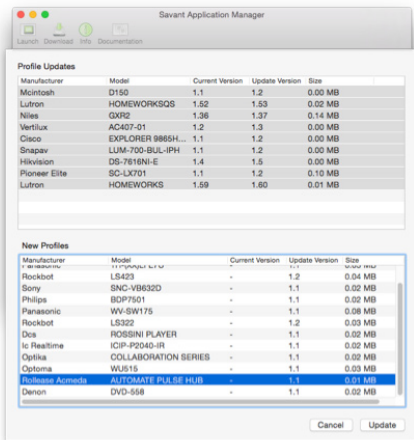 Savant Application Manager
Launch Download Info Documentation
Profile Updates
Manufacturer Model Current Version Update Version Size
Mcintosh D150 1.1 1.2 0.00 MB
Lutron HOMEWORKSQS 1.52 1.53 0.02 MB
Niles GXR2 1.36 1.37 0.14 MB
Vertilux AC407-01 1.2 1.3 0.00 MB
Cisco EXPLORER 9865H... 1.1 1.2 0.00 MB
Snapav LUM-700-BUL-IPH 1.1 1.2 0.00 MB
Hikvision DS-7616NI-E 1.4 1.5 0.00 MB
Pioneer Elite SC-LX701 1.1 1.2 0.10 MB
Lutron HOMEWORKS 1.59 1.60 0.01 MB
New Profiles
Manufacturer Model Current Version Update Version Size
Panasonic - 1.1
Rockbot LS423 - 1.2 0.04 MB
Sony SNC-VB632D - 1.1 0.02 MB
Philips BDP7501 - 1.1 0.02 MB
Panasonic WV-SW175 - 1.1 0.08 MB
Rockbot LS322 - 1.2 0.03 MB
Dcs ROSSINI PLAYER - 1.1 0.02 MB
Ic Realtime ICIP-P2040-IR - 1.1 0.02 MB
Optika COLLABORATION SERIES - 1.1 0.02 MB
Optoma WU515 - 1.1 0.03 MB
Rollease Acmeda AUTOMATE PULSE HUB - 1.1 0.01 MB
Denon DVD-558 - 1.1 0.02 MB
Cancel Update